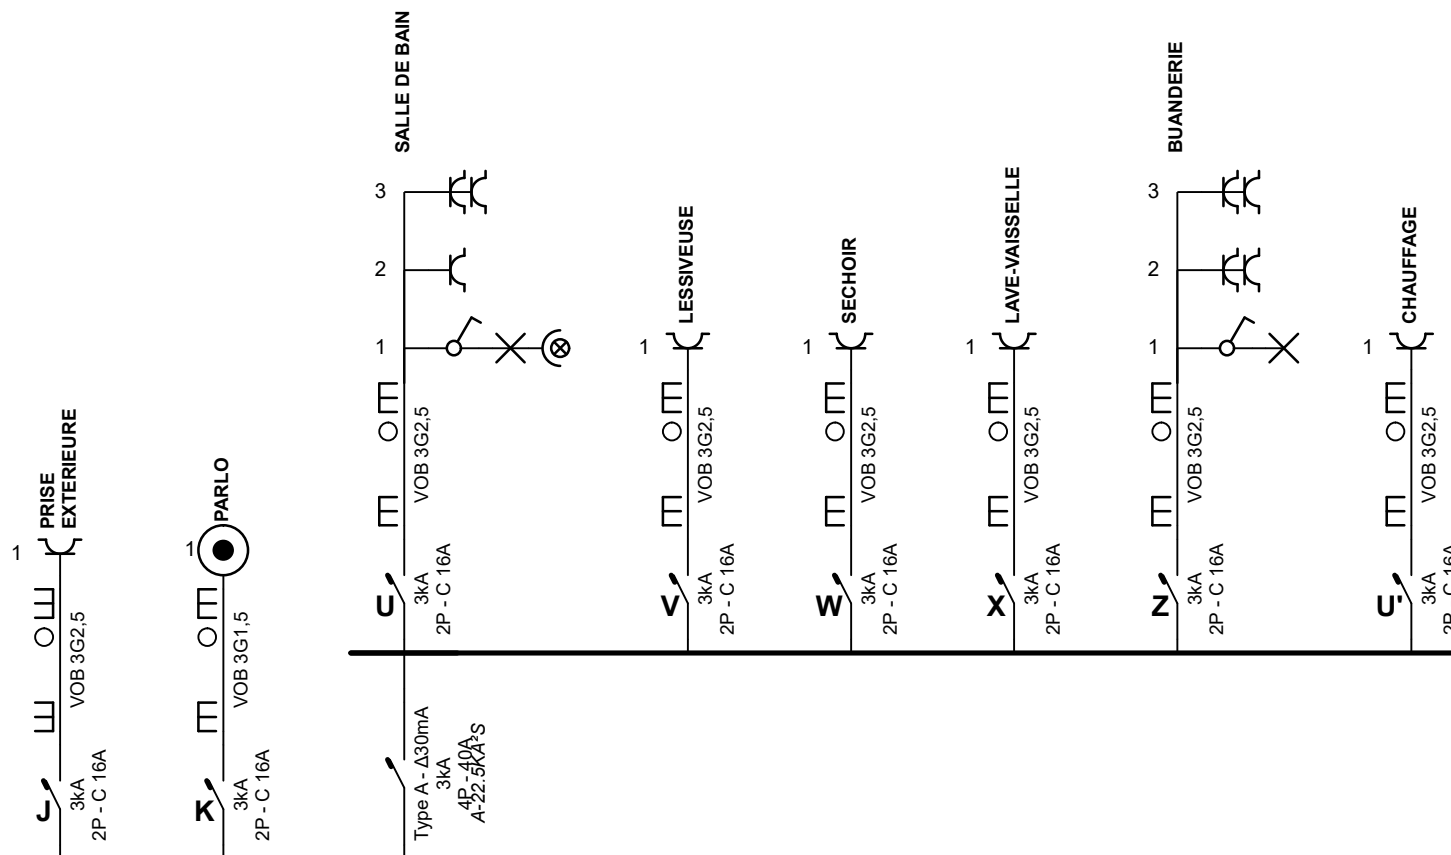 PRISE
EXTERIEURE
1
VOB 3G2,5
J
3kA
2P - C 16A
PARLO
1
VOB 3G1,5
K
3kA
2P - C 16A
SALLE DE BAIN
3
2
1
VOB 3G2,5
U
3kA
2P - C 16A
Type A - Δ30mA
3kA
4P - 40A
A-22.5KA²S
LESSIVEUSE
1
VOB 3G2,5
V
3kA
2P - C 16A
SECHOIR
1
VOB 3G2,5
W
3kA
2P - C 16A
LAVE-VAISSELLE
1
VOB 3G2,5
X
3kA
2P - C 16A
BUANDERIE
3
2
1
VOB 3G2,5
Z
3kA
2P - C 16A
CHAUFFAGE
1
VOB 3G2,5
U'
3kA
2P - C 16A